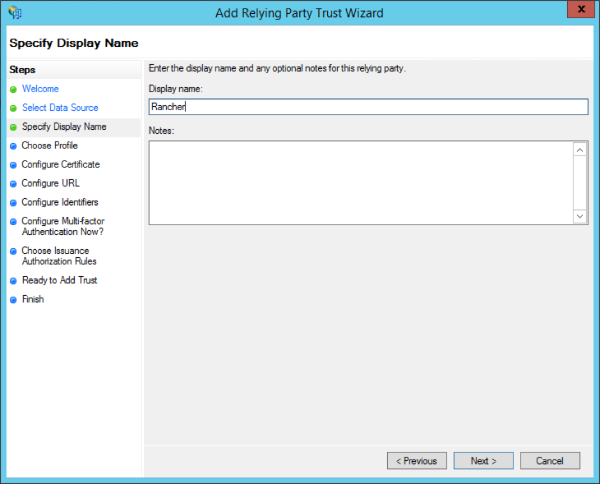 Add Relying Party Trust Wizard
x
Specify Display Name
Steps
Welcome
Select Data Source
Specify Display Name
Choose Profile
Configure Certificate
Configure URL
Configure Identifiers
Configure Multi-factor
Authentication Now?
Choose Issuance
Authorization Rules
Ready to Add Trust
Finish
Enter the display name and any optional notes for this relying party.
Display name:
Rancher
Notes:
< Previous
Next >
Cancel